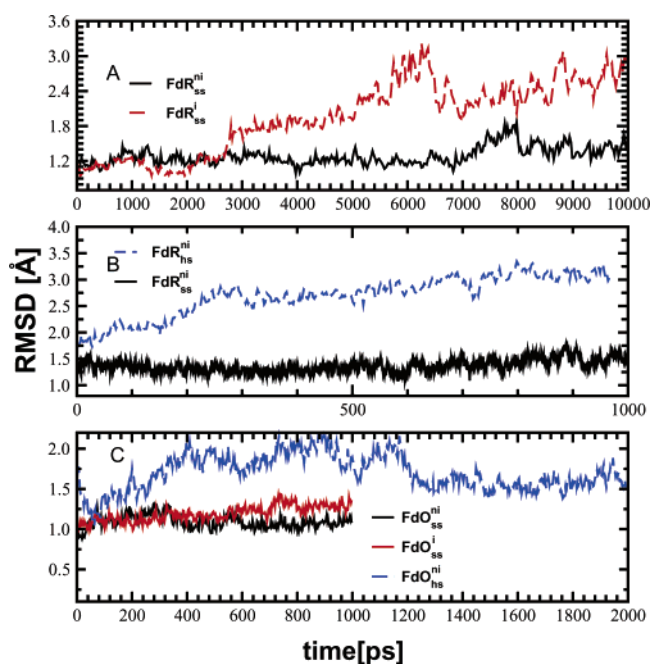 3.6
3.0
2.4
1.8
1.2
A
FdR ni ss
FdR i ss
0 1000 2000 3000 4000 5000 6000 7000 8000 9000 10000
4.0
3.5
3.0
2.5
2.0
1.5
1.0
B
FdR ni hs
FdR ni ss
0 500 1000
RMSD [Å]
2.0
1.5
1.0
0.5
C
FdO ni ss
FdO i ss
FdO ni hs
0 200 400 600 800 1000 1200 1400 1600 1800 2000
time[ps]